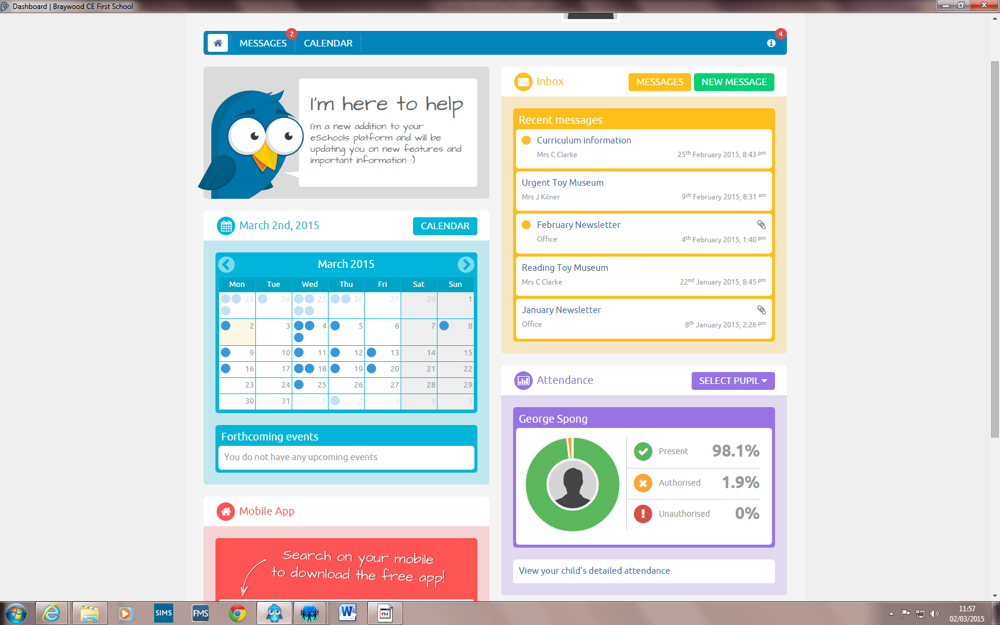 Dashboard | Braywood CE First School
MESSAGES 2 CALENDAR 4
I'm here to help
I'm a new addition to your
eSchools platform and will be
updating you on new features and
important information :)
March 2nd, 2015 CALENDAR
March 2015
Mon Tue Wed Thu Fri Sat Sun
23 24 25 26 27 28 1
2 3 4 5 6 7 8
9 10 11 12 13 14 15
16 17 18 19 20 21 22
23 24 25 26 27 28 29
30 31 1 2 3 4 5
Forthcoming events
You do not have any upcoming events
Mobile App
Search on your mobile
to download the free app!
Inbox MESSAGES NEW MESSAGE
Recent messages
Curriculum information
Mrs C Clarke 25th February 2015, 8:43 pm
Urgent Toy Museum
Mrs J Kilner 9th February 2015, 8:31 am
February Newsletter
Office 4th February 2015, 1:40 pm
Reading Toy Museum
Mrs C Clarke 22nd January 2015, 8:45 pm
January Newsletter
Office 8th January 2015, 2:26 pm
Attendance SELECT PUPIL
George Spong
Present 98.1%
Authorised 1.9%
Unauthorised 0%
View your child's detailed attendance
SIMS FMS
11:57
02/03/2015